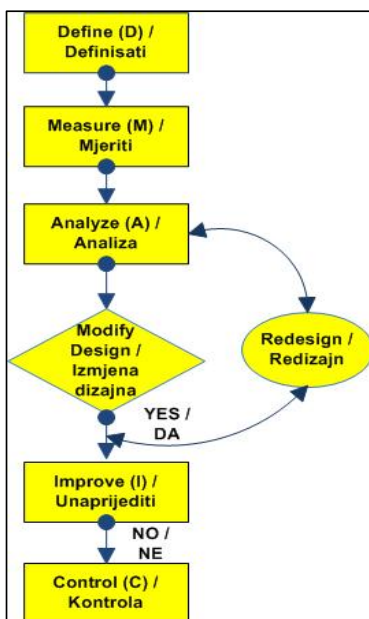 Define (D) /
Definisati
Measure (M) /
Mjeriti
Analyze (A) /
Analiza
Modify
Design /
Izmjena
dizajna
Redesign /
Redizajn
YES /
DA
Improve (I) /
Unaprijediti
NO /
NE
Control (C) /
Kontrola